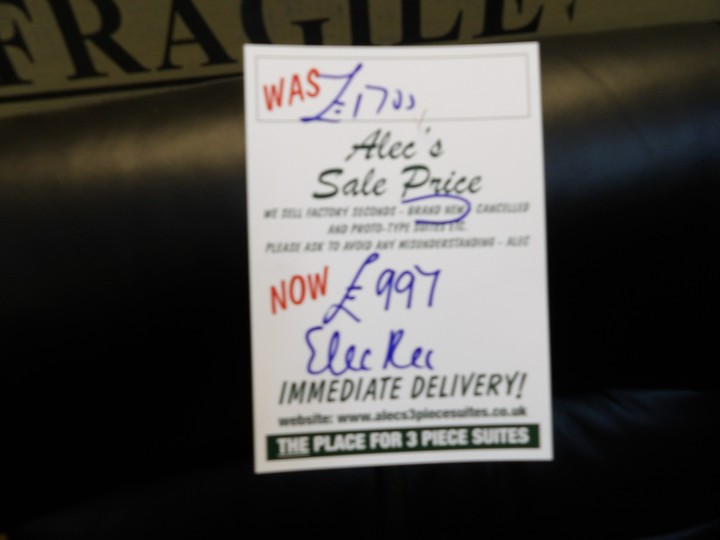 FRAGILE
WAS £1700
Alec's
Sale Price
WE SELL FACTORY SECONDS - BRAND NEW - CANCELLED
AND PROTO-TYPE SUITES ETC.
PLEASE ASK TO AVOID ANY MISUNDERSTANDING - ALEC
NOW £997
Elec Rec
IMMEDIATE DELIVERY!
website: www.alecs3piecesuites.co.uk
THE PLACE FOR 3 PIECE SUITES